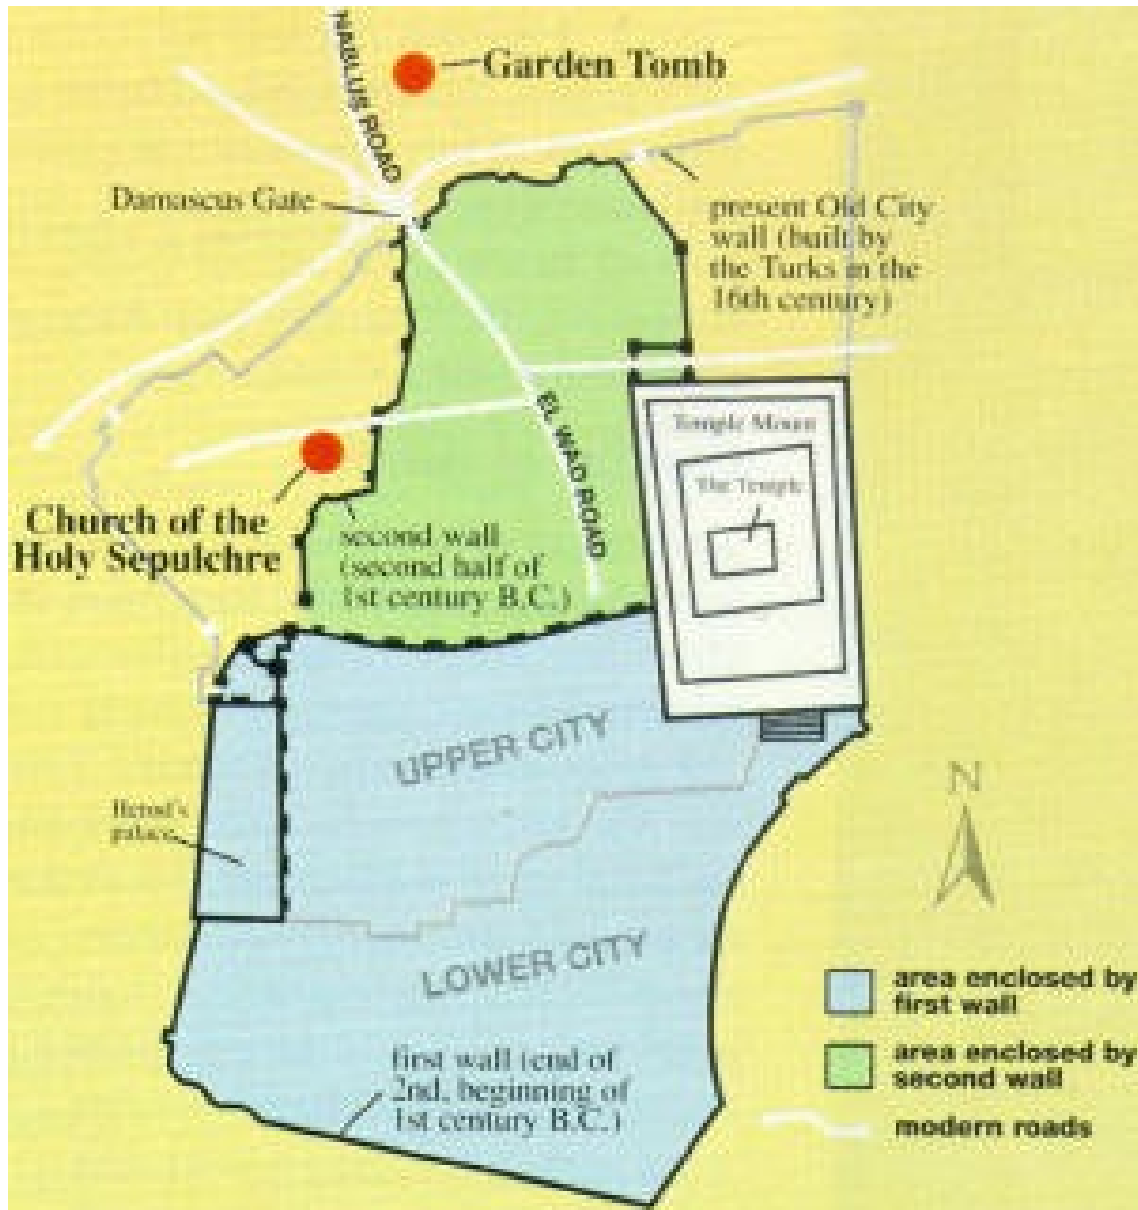 NABLUS ROAD
Garden Tomb
Damascus Gate
present Old City
wall (built by
the Turks in the
16th century)
EL WAD ROAD
Temple Mount
The Temple
Church of the
Holy Sepulchre
second wall
(second half of
1st century B.C.)
UPPER CITY
Herod's
palace
N
LOWER CITY
first wall (end of
2nd, beginning of
1st century B.C.)
area enclosed by
first wall
area enclosed by
second wall
modern roads